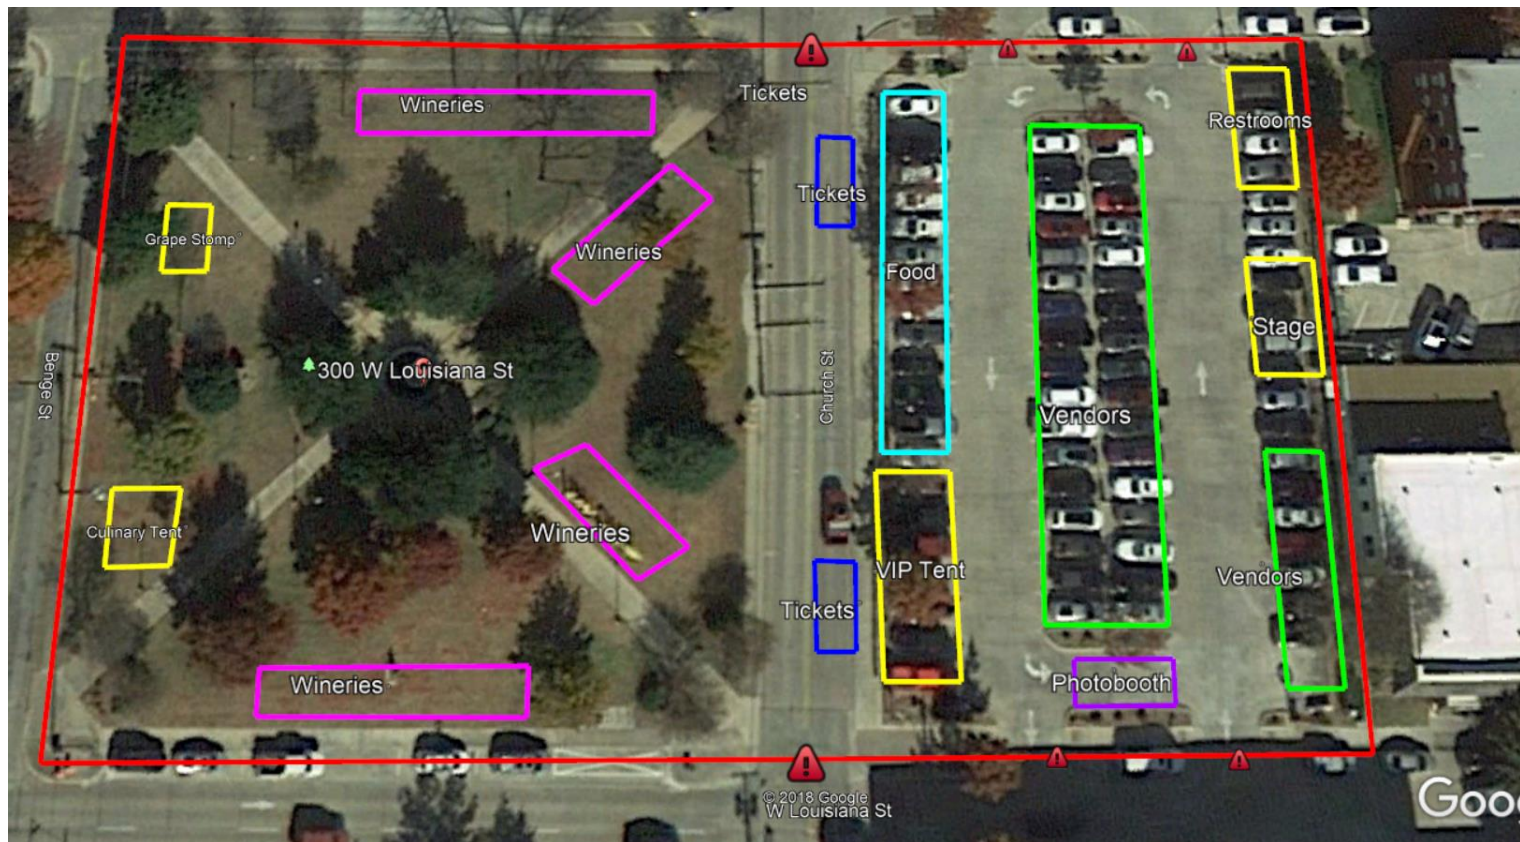 Wineries
Tickets
Restrooms
Tickets
Grape Stomp
Wineries
Food
Stage
300 W Louisiana St
Benge St
Church St
Vendors
Culinary Tent
Wineries
VIP Tent
Vendors
Tickets
Wineries
Photobooth
© 2018 Google
W Louisiana St
Goo